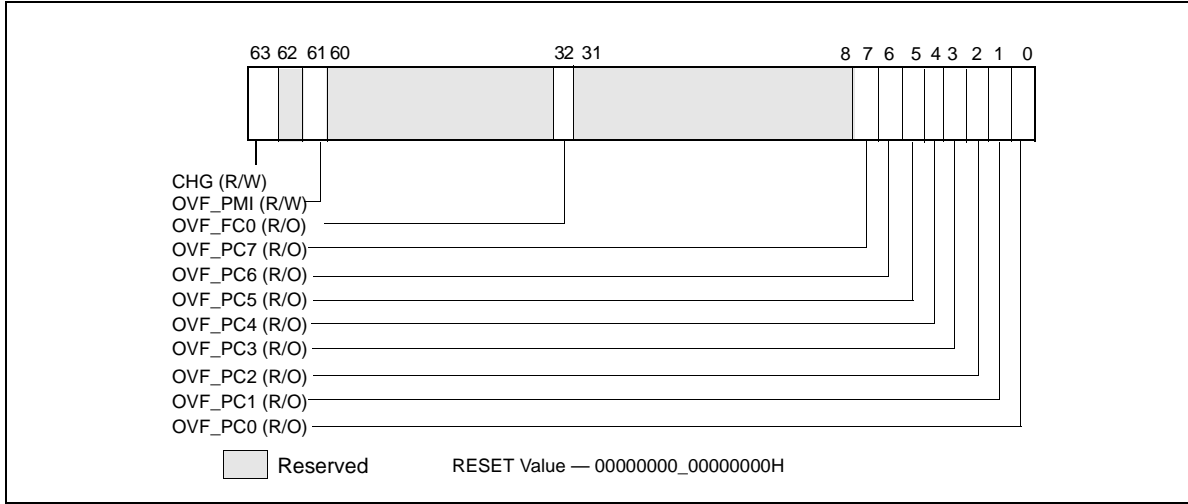 63 62 61 60 32 31 8 7 6 5 4 3 2 1 0
CHG (R/W)
OVF_PMI (R/W)
OVF_FC0 (R/O)
OVF_PC7 (R/O)
OVF_PC6 (R/O)
OVF_PC5 (R/O)
OVF_PC4 (R/O)
OVF_PC3 (R/O)
OVF_PC2 (R/O)
OVF_PC1 (R/O)
OVF_PC0 (R/O)
Reserved RESET Value — 00000000_00000000H